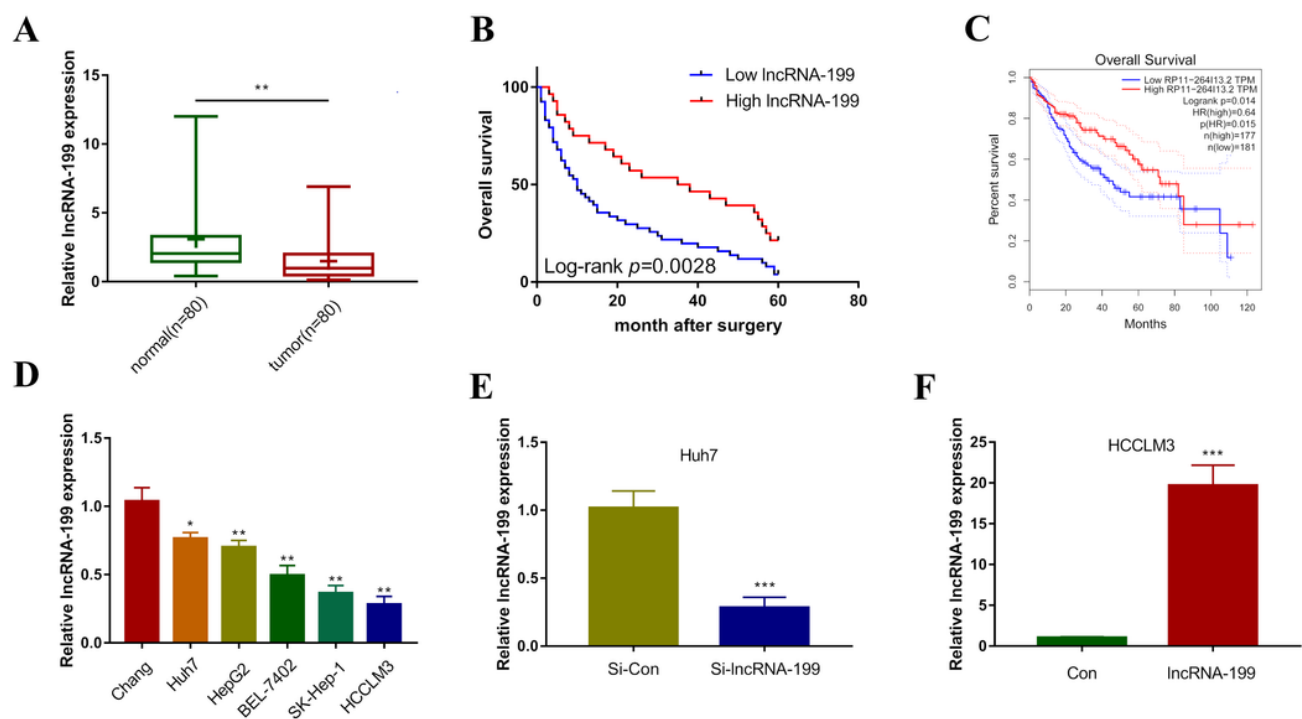 A
Relative lncRNA-199 expression
15
10
5
0
**
normal(n=80)
tumor(n=80)
B
Overall survival
100
50
0
Low lncRNA-199
High lncRNA-199
Log-rank p=0.0028
0 20 40 60 80
month after surgery
C
Overall Survival
Percent survival
1.0
0.8
0.6
0.4
0.2
0.0
Low RP11-264I13.2 TPM
High RP11-264I13.2 TPM
Logrank p=0.014
HR(high)=0.64
p(HR)=0.015
n(high)=177
n(low)=181
0 20 40 60 80 100 120
Months
D
Relative lncRNA-199 expression
1.5
1.0
0.5
0.0
* ** ** ** **
Chang
Huh7
HepG2
BEL-7402
SK-Hep-1
HCCLM3
E
Relative lncRNA-199 expression
1.5
1.0
0.5
0.0
Huh7
***
Si-Con Si-lncRNA-199
F
Relative lncRNA-199 expression
25
20
15
10
5
0
HCCLM3
***
Con lncRNA-199